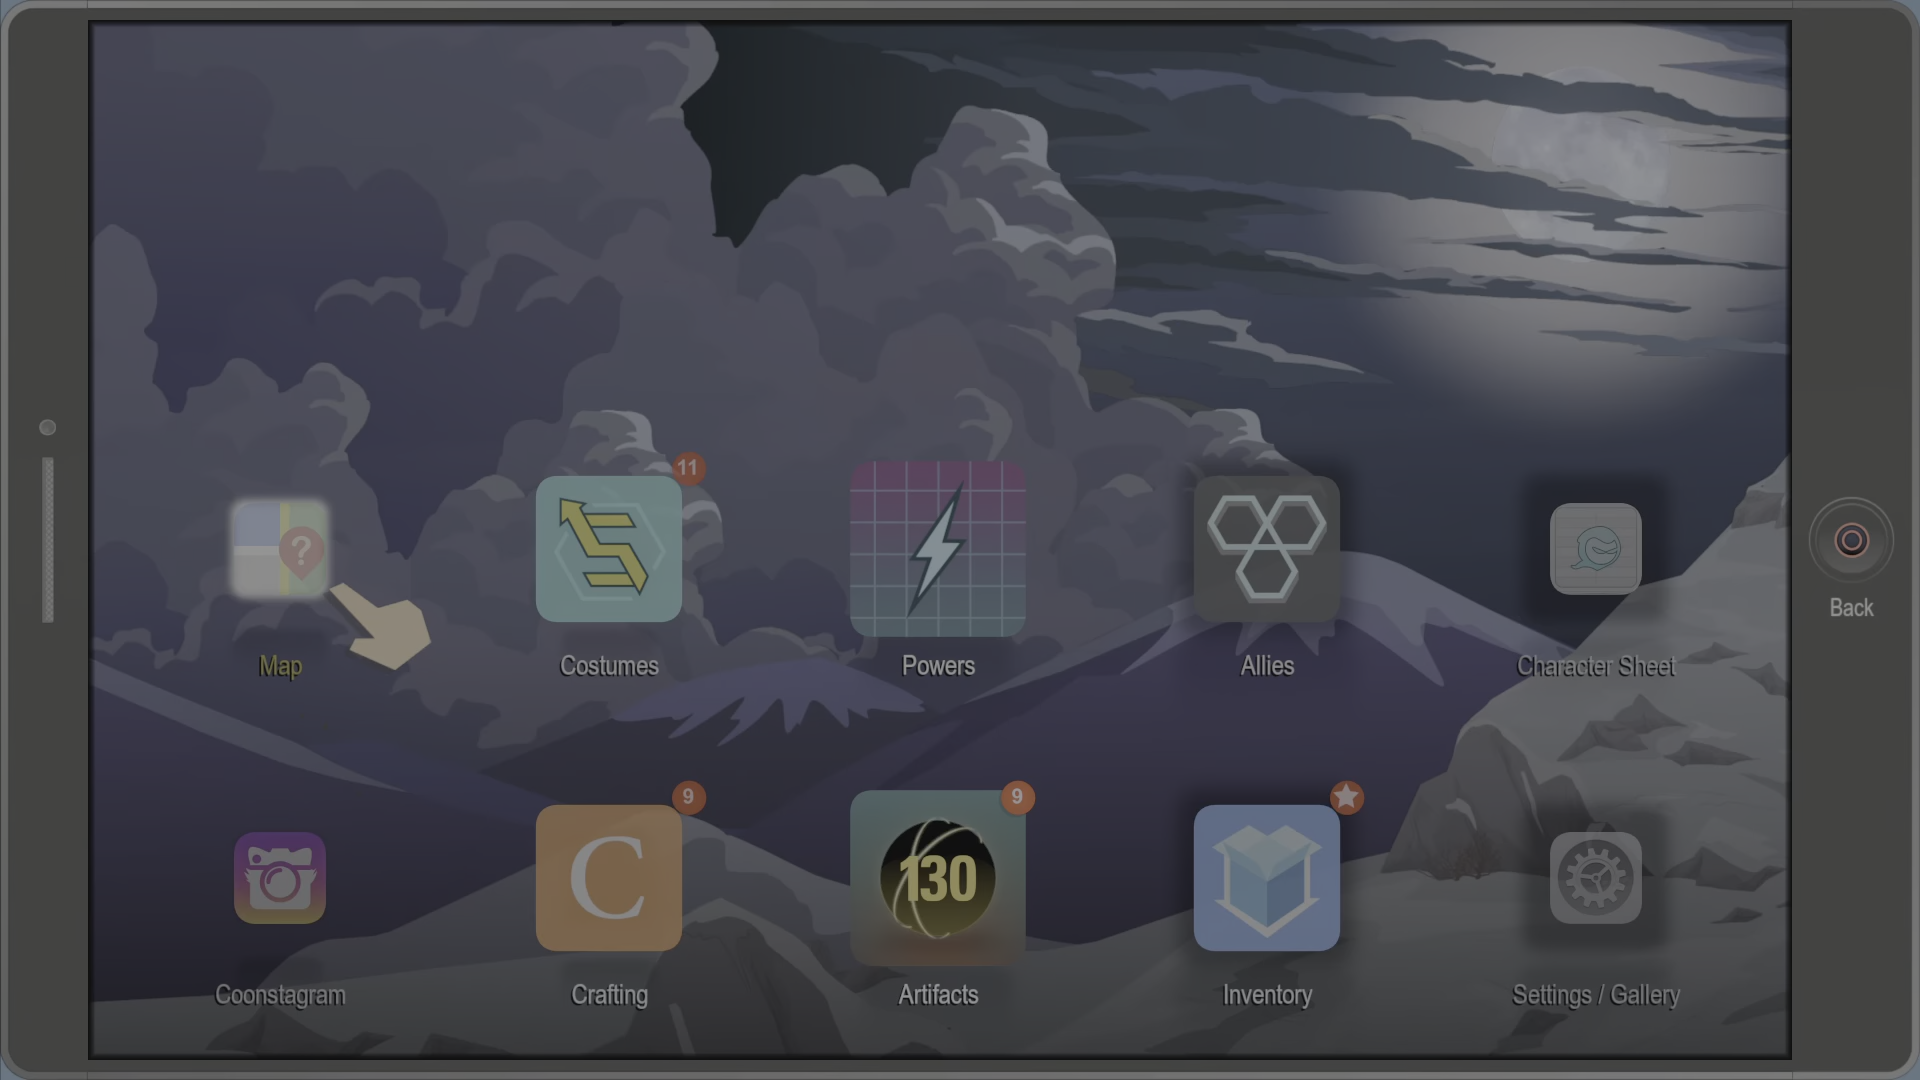 11
?
Map
Costumes
Powers
Allies
Character Sheet
Back
9
9
C
130
Coonstagram
Crafting
Artifacts
Inventory
Settings / Gallery